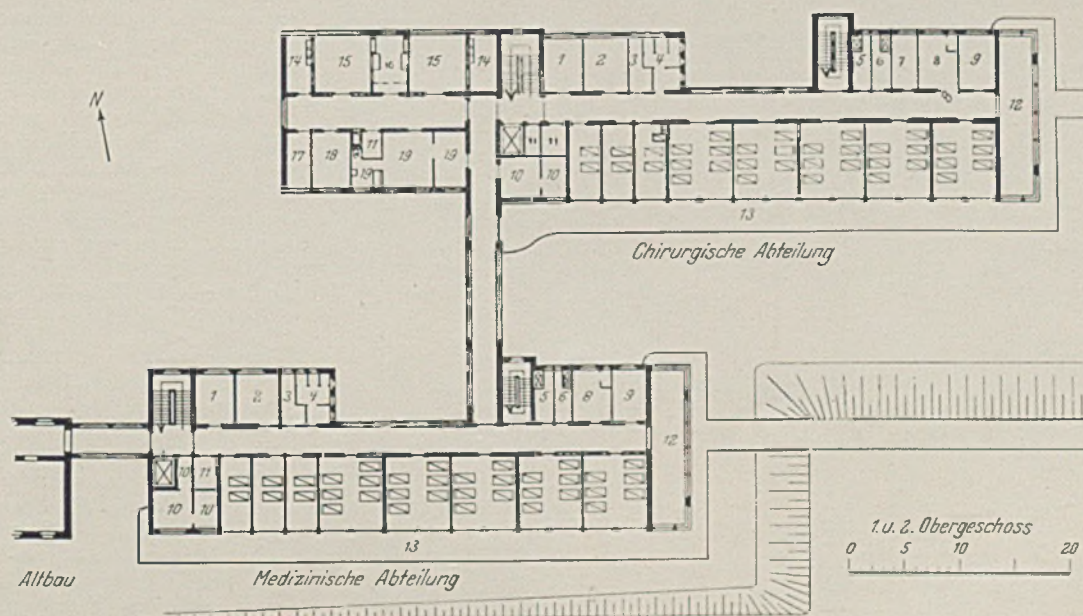 14 15 16 15 14 1 2 3 4 5 6 7 8 9
N
12
17 18 11 19 19 11 11
19 10 10
13
Chirurgische Abteilung
1 2 3 4 5 6 8 9
12
10 11
10 10
1. u. 2. Obergeschoss
13
0 5 10 20
Altbau Medizinische Abteilung